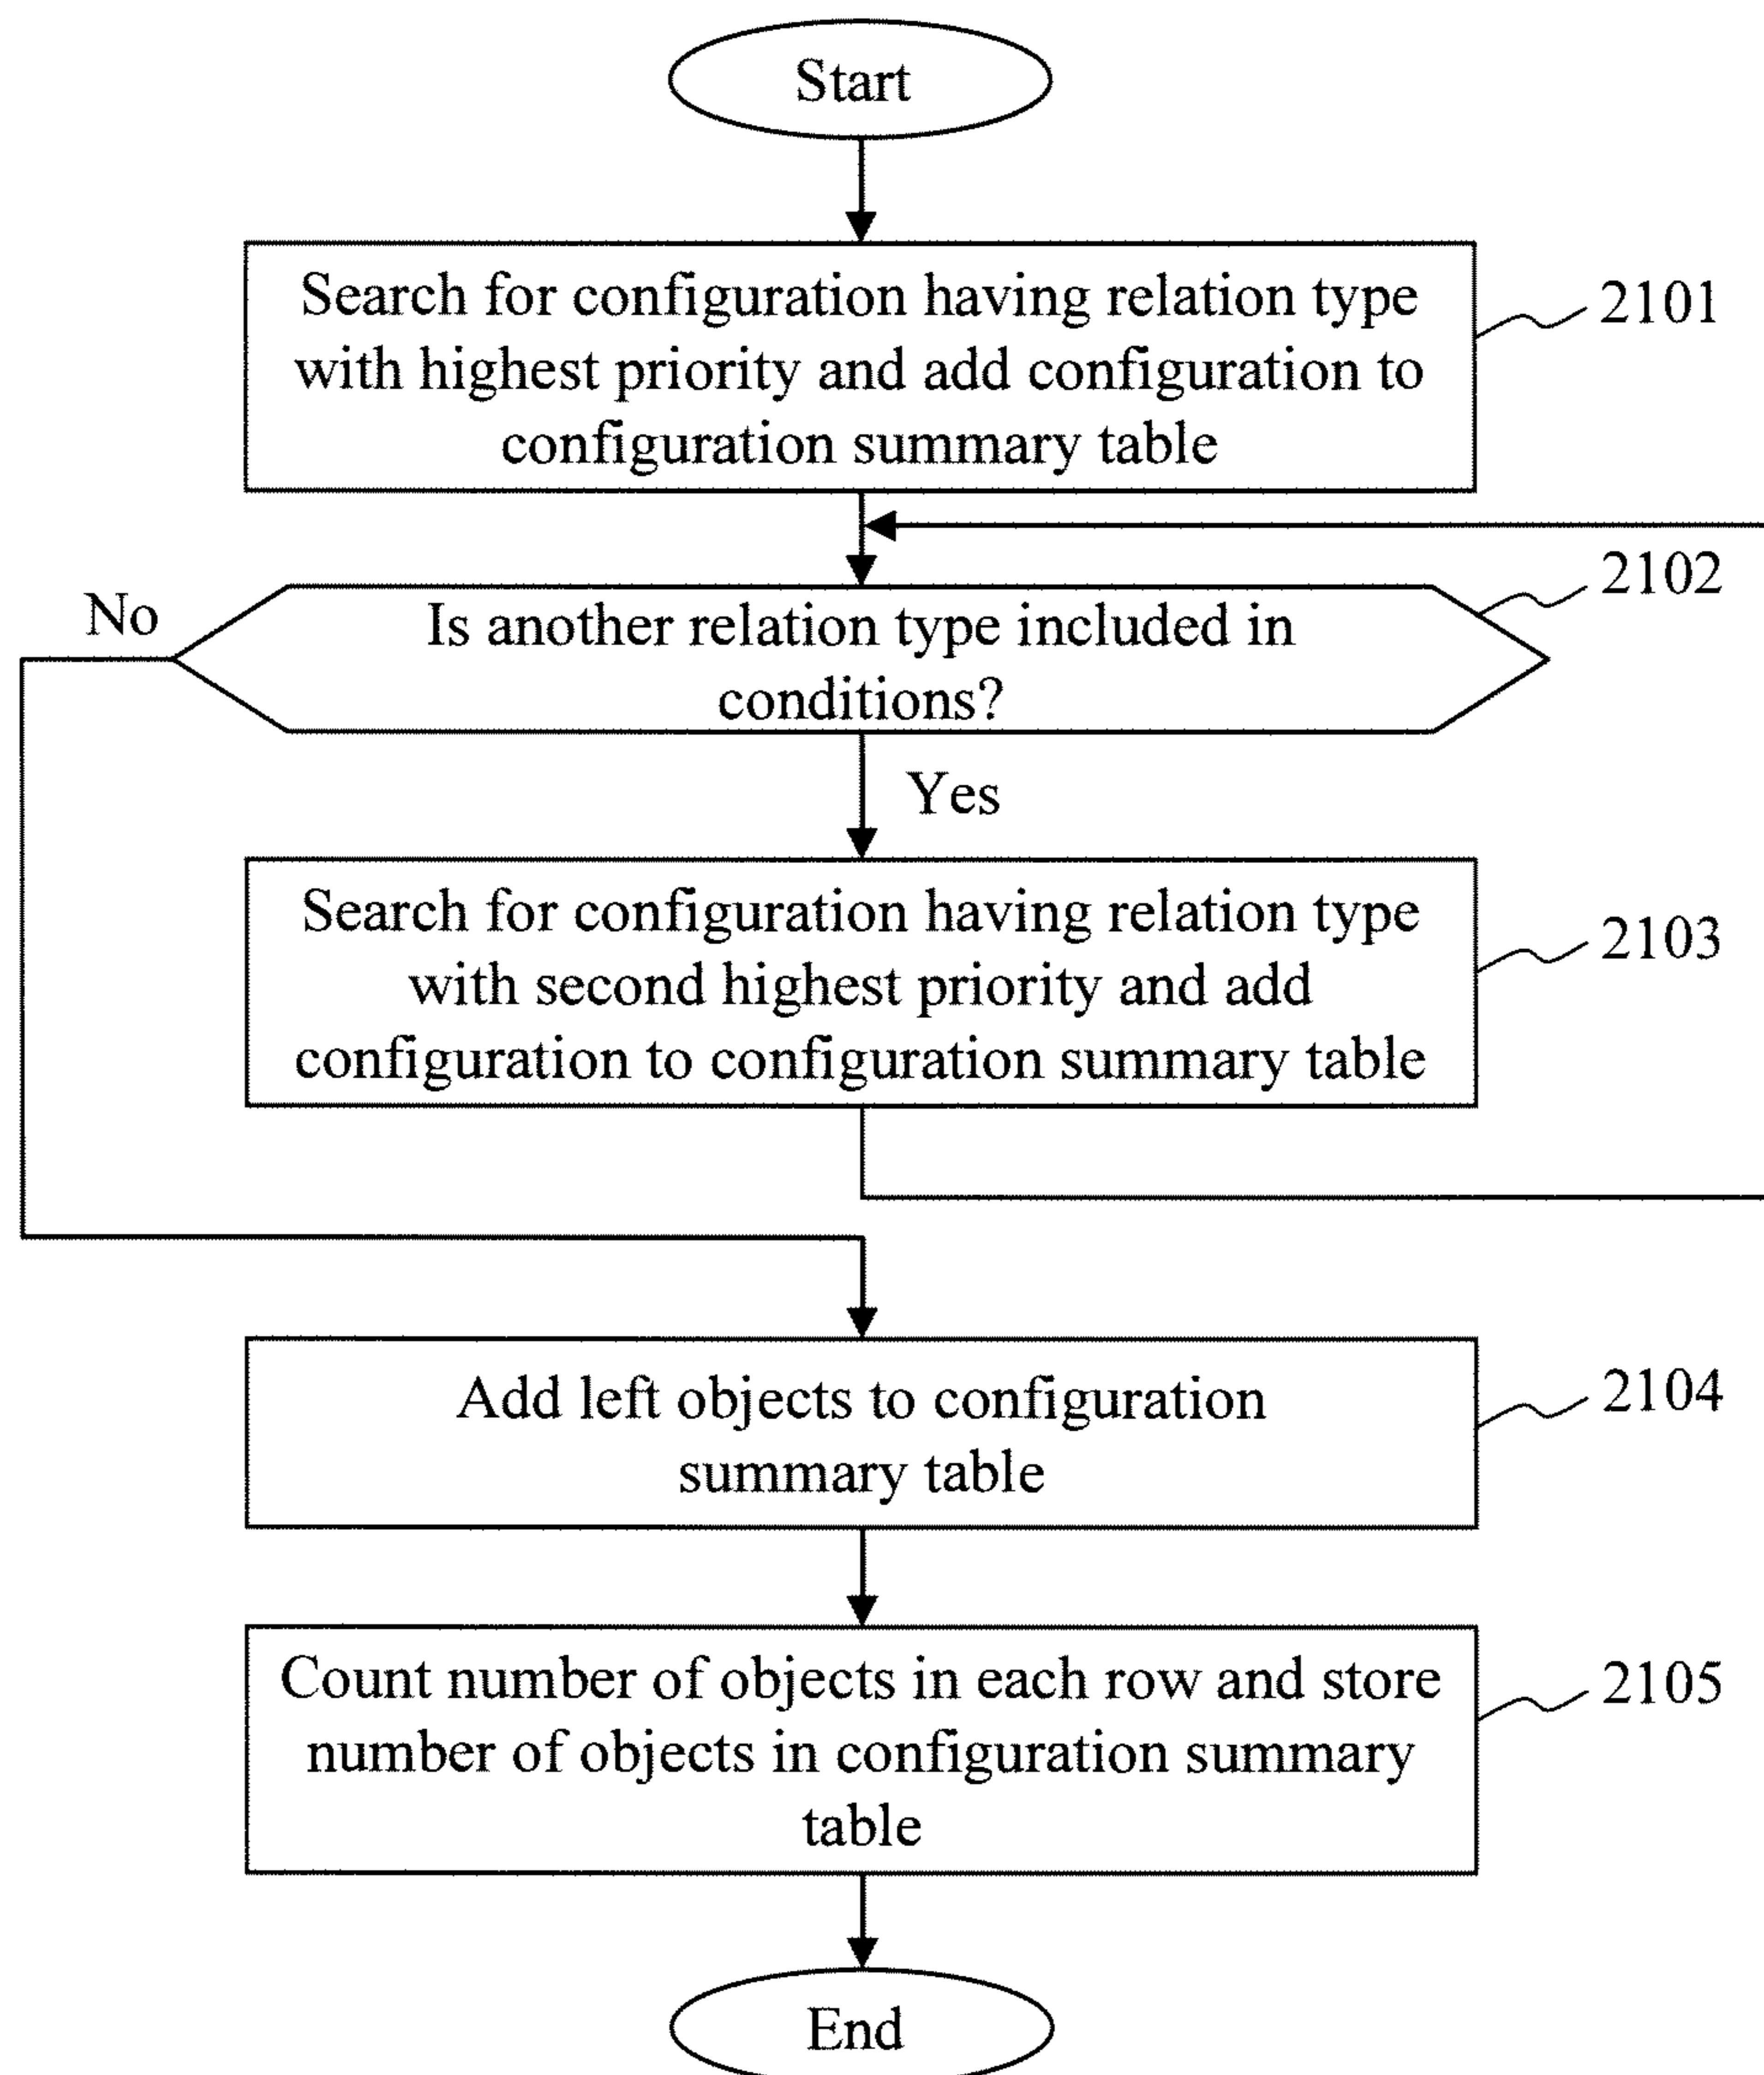 Start
Search for configuration having relation type
with highest priority and add configuration to
configuration summary table
2101
2102
No
Is another relation type included in
conditions?
Yes
Search for configuration having relation type
with second highest priority and add
configuration to configuration summary table
2103
Add left objects to configuration
summary table
2104
Count number of objects in each row and store
number of objects in configuration summary
table
2105
End